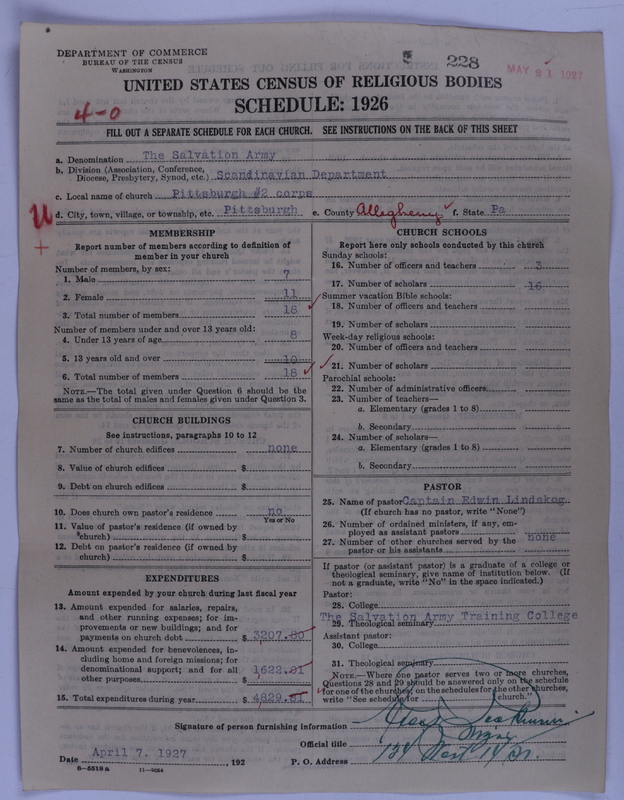 DEPARTMENT OF COMMERCE
BUREAU OF THE CENSUS
WASHINGTON
228
MAY 21 1927
UNITED STATES CENSUS OF RELIGIOUS BODIES
SCHEDULE: 1926
4-0
FILL OUT A SEPARATE SCHEDULE FOR EACH CHURCH. SEE INSTRUCTIONS ON THE BACK OF THIS SHEET
a. Denomination The Salvation Army
b. Division (Association, Conference, Diocese, Presbytery, Synod, etc.) Scandinavian Department
c. Local name of church Pittsburgh #2 corps
d. City, town, village, or township, etc. Pittsburgh e. County Allegheny f. State Pa
U
MEMBERSHIP
Report number of members according to definition of
member in your church
Number of members, by sex:
1. Male 7
2. Female 11
3. Total number of members 18
Number of members under and over 13 years old:
4. Under 13 years of age 8
5. 13 years old and over 10
6. Total number of members 18
NOTE.—The total given under Question 6 should be the
same as the total of males and females given under Question 3.
CHURCH BUILDINGS
See instructions, paragraphs 10 to 12
7. Number of church edifices none
8. Value of church edifices $
9. Debt on church edifices $
10. Does church own pastor's residence no
Yes or No
11. Value of pastor's residence (if owned by
church) $
12. Debt on pastor's residence (if owned by
church) $
EXPENDITURES
Amount expended by your church during last fiscal year
13. Amount expended for salaries, repairs,
and other running expenses; for im-
provements or new buildings; and for
payments on church debt $ 3207.80
14. Amount expended for benevolences, in-
cluding home and foreign missions; for
denominational support; and for all
other purposes $ 1622.01
15. Total expenditures during year $ 4829.81
CHURCH SCHOOLS
Report here only schools conducted by this church
Sunday schools:
16. Number of officers and teachers 3
17. Number of scholars 16
Summer vacation Bible schools:
18. Number of officers and teachers
19. Number of scholars
Week-day religious schools:
20. Number of officers and teachers
21. Number of scholars
Parochial schools:
22. Number of administrative officers
23. Number of teachers—
a. Elementary (grades 1 to 8)
b. Secondary
24. Number of scholars—
a. Elementary (grades 1 to 8)
b. Secondary
PASTOR
25. Name of pastor Captain Edwin Lindskog
(If church has no pastor, write "None")
26. Number of ordained ministers, if any, em-
ployed as assistant pastors
27. Number of other churches served by the
pastor or his assistants none
If pastor (or assistant pastor) is a graduate of a college or
theological seminary, give name of institution below. (If
not a graduate, write "No" in the space indicated.)
Pastor:
28. College
The Salvation Army Training College
29. Theological seminary
Assistant pastor:
30. College
31. Theological seminary
NOTE.—Where one pastor serves two or more churches,
Questions 28 and 29 should be answered only on the schedule
for one of the churches; on the schedules for the other churches,
write "See schedule for church."
Signature of person furnishing information
Official title
Date April 7. 1927, 192 P. O. Address 134 West 14 St.
6—5518a 11—9024